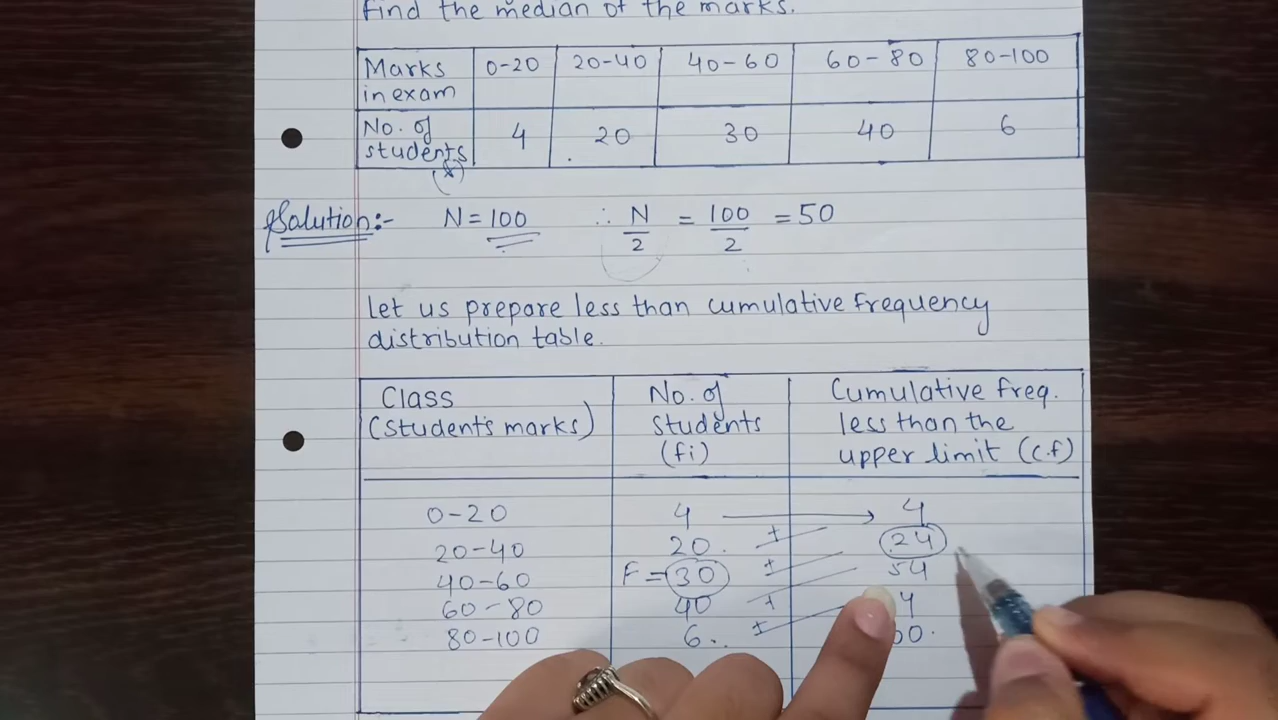 Find the median of the marks.
Marks in exam 0-20 20-40 40-60 60-80 80-100
No. of students 4 20 30 40 6
Solution:- N = 100 ∴ N/2 = 100/2 = 50
Let us prepare less than cumulative frequency
distribution table.
Class (student's marks) No. of students (fi) Cumulative freq. less than the upper limit (c.f)
0-20 4 → 4
20-40 20 + 24
40-60 F = 30 + 54
60-80 40 + 4
80-100 6 + 00